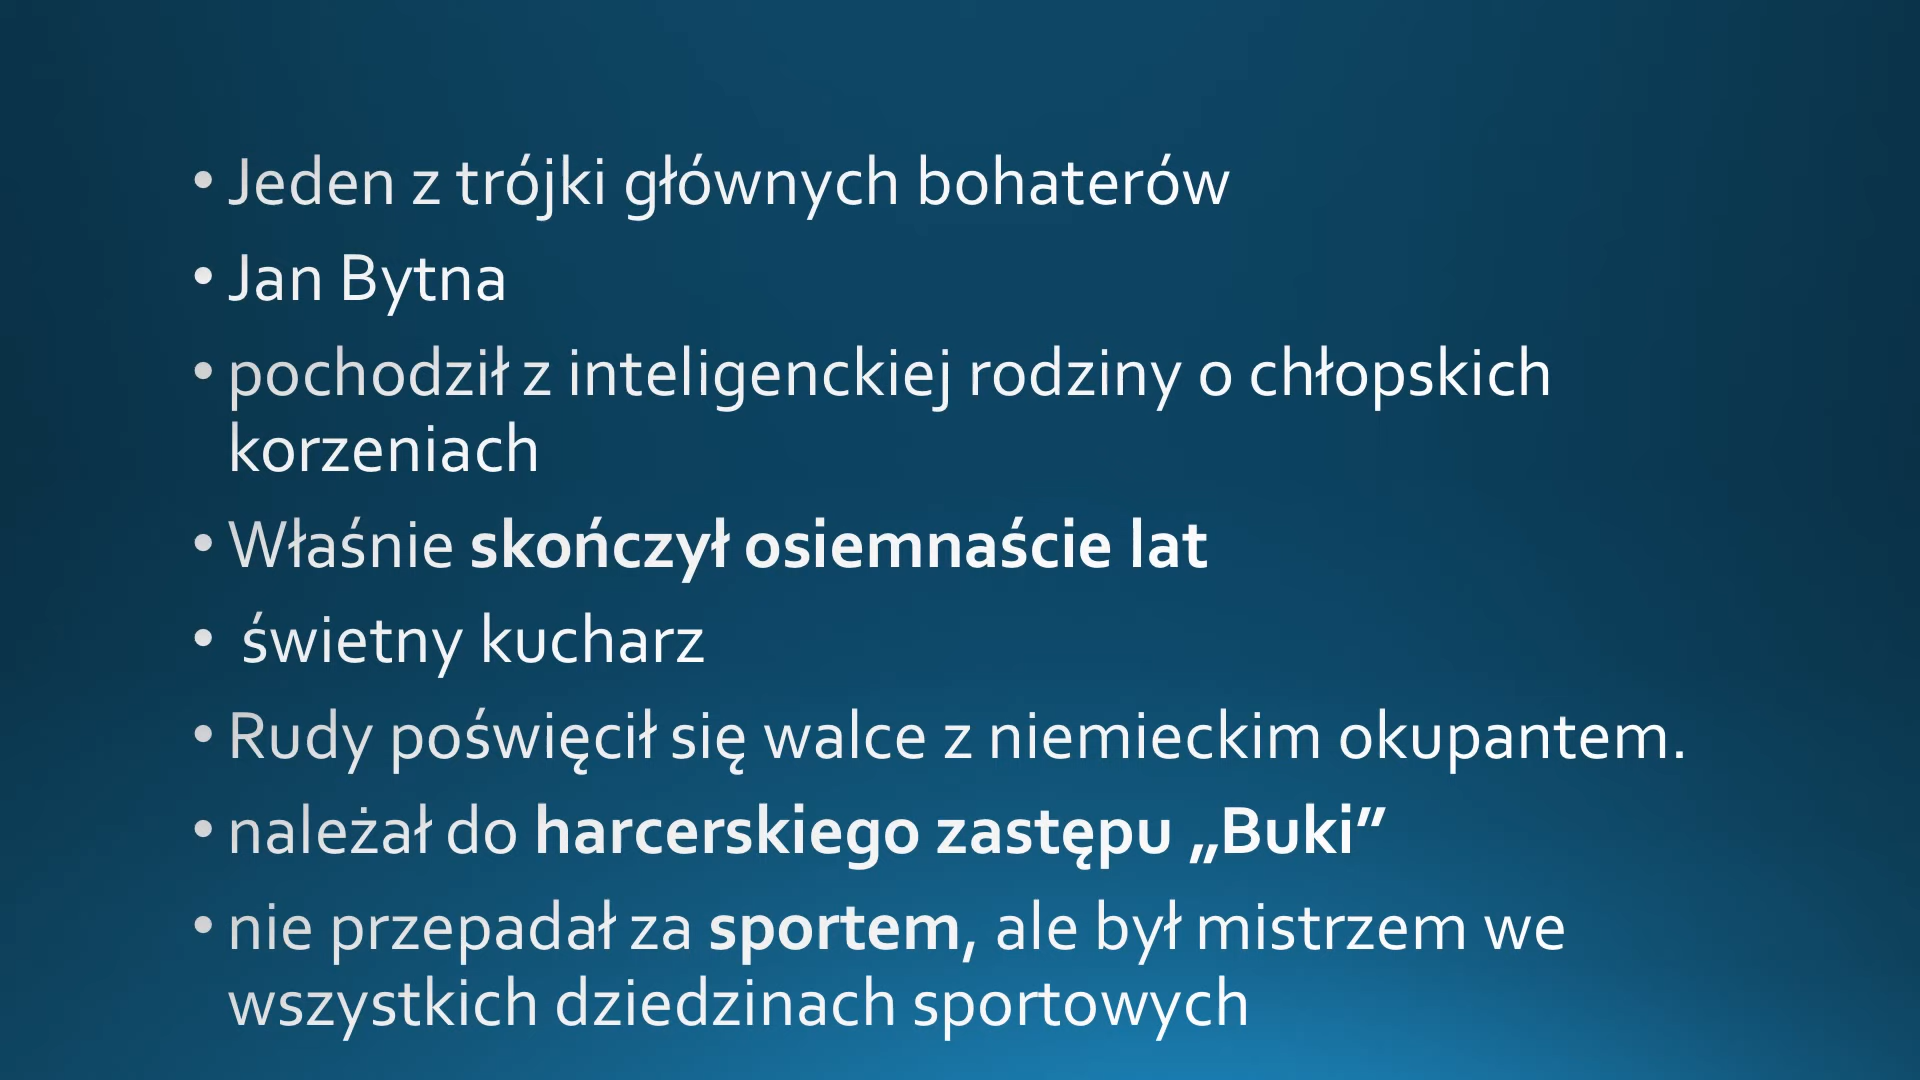 • Jeden z trójki głównych bohaterów
• Jan Bytna
• pochodził z inteligenckiej rodziny o chłopskich
korzeniach
• Właśnie skończył osiemnaście lat
• świetny kucharz
• Rudy poświęcił się walce z niemieckim okupantem.
• należał do harcerskiego zastępu „Buki”
• nie przepadał za sportem, ale był mistrzem we
wszystkich dziedzinach sportowych